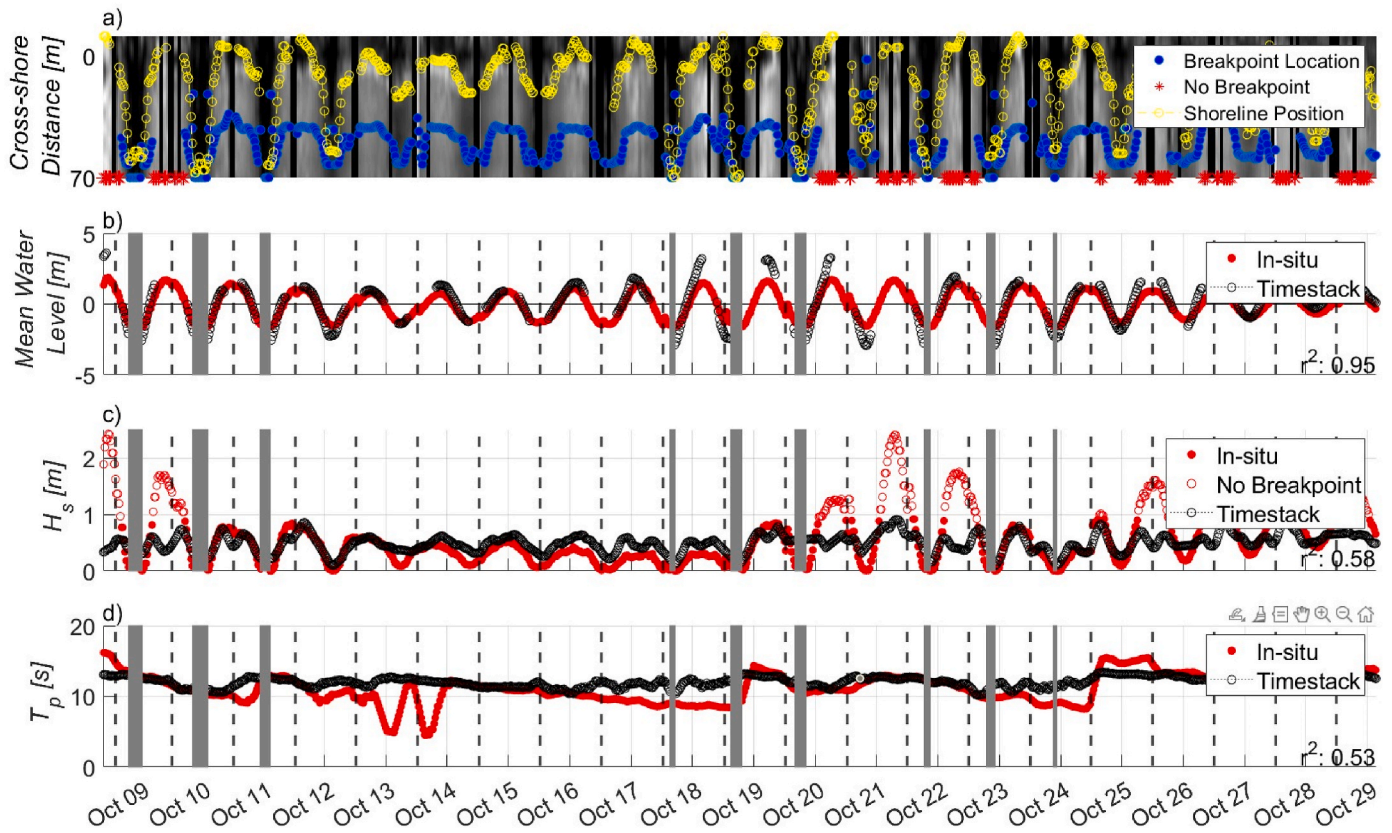 a)
Cross-shore
Distance [m]
0
70
Breakpoint Location
No Breakpoint
Shoreline Position
b)
Mean Water
Level [m]
5
0
-5
In-situ
Timestack
r²: 0.95
c)
H_s [m]
2
1
0
In-situ
No Breakpoint
Timestack
r²: 0.58
d)
T_p [s]
20
10
0
In-situ
Timestack
r²: 0.53
Oct 09 Oct 10 Oct 11 Oct 12 Oct 13 Oct 14 Oct 15 Oct 16 Oct 17 Oct 18 Oct 19 Oct 20 Oct 21 Oct 22 Oct 23 Oct 24 Oct 25 Oct 26 Oct 27 Oct 28 Oct 29